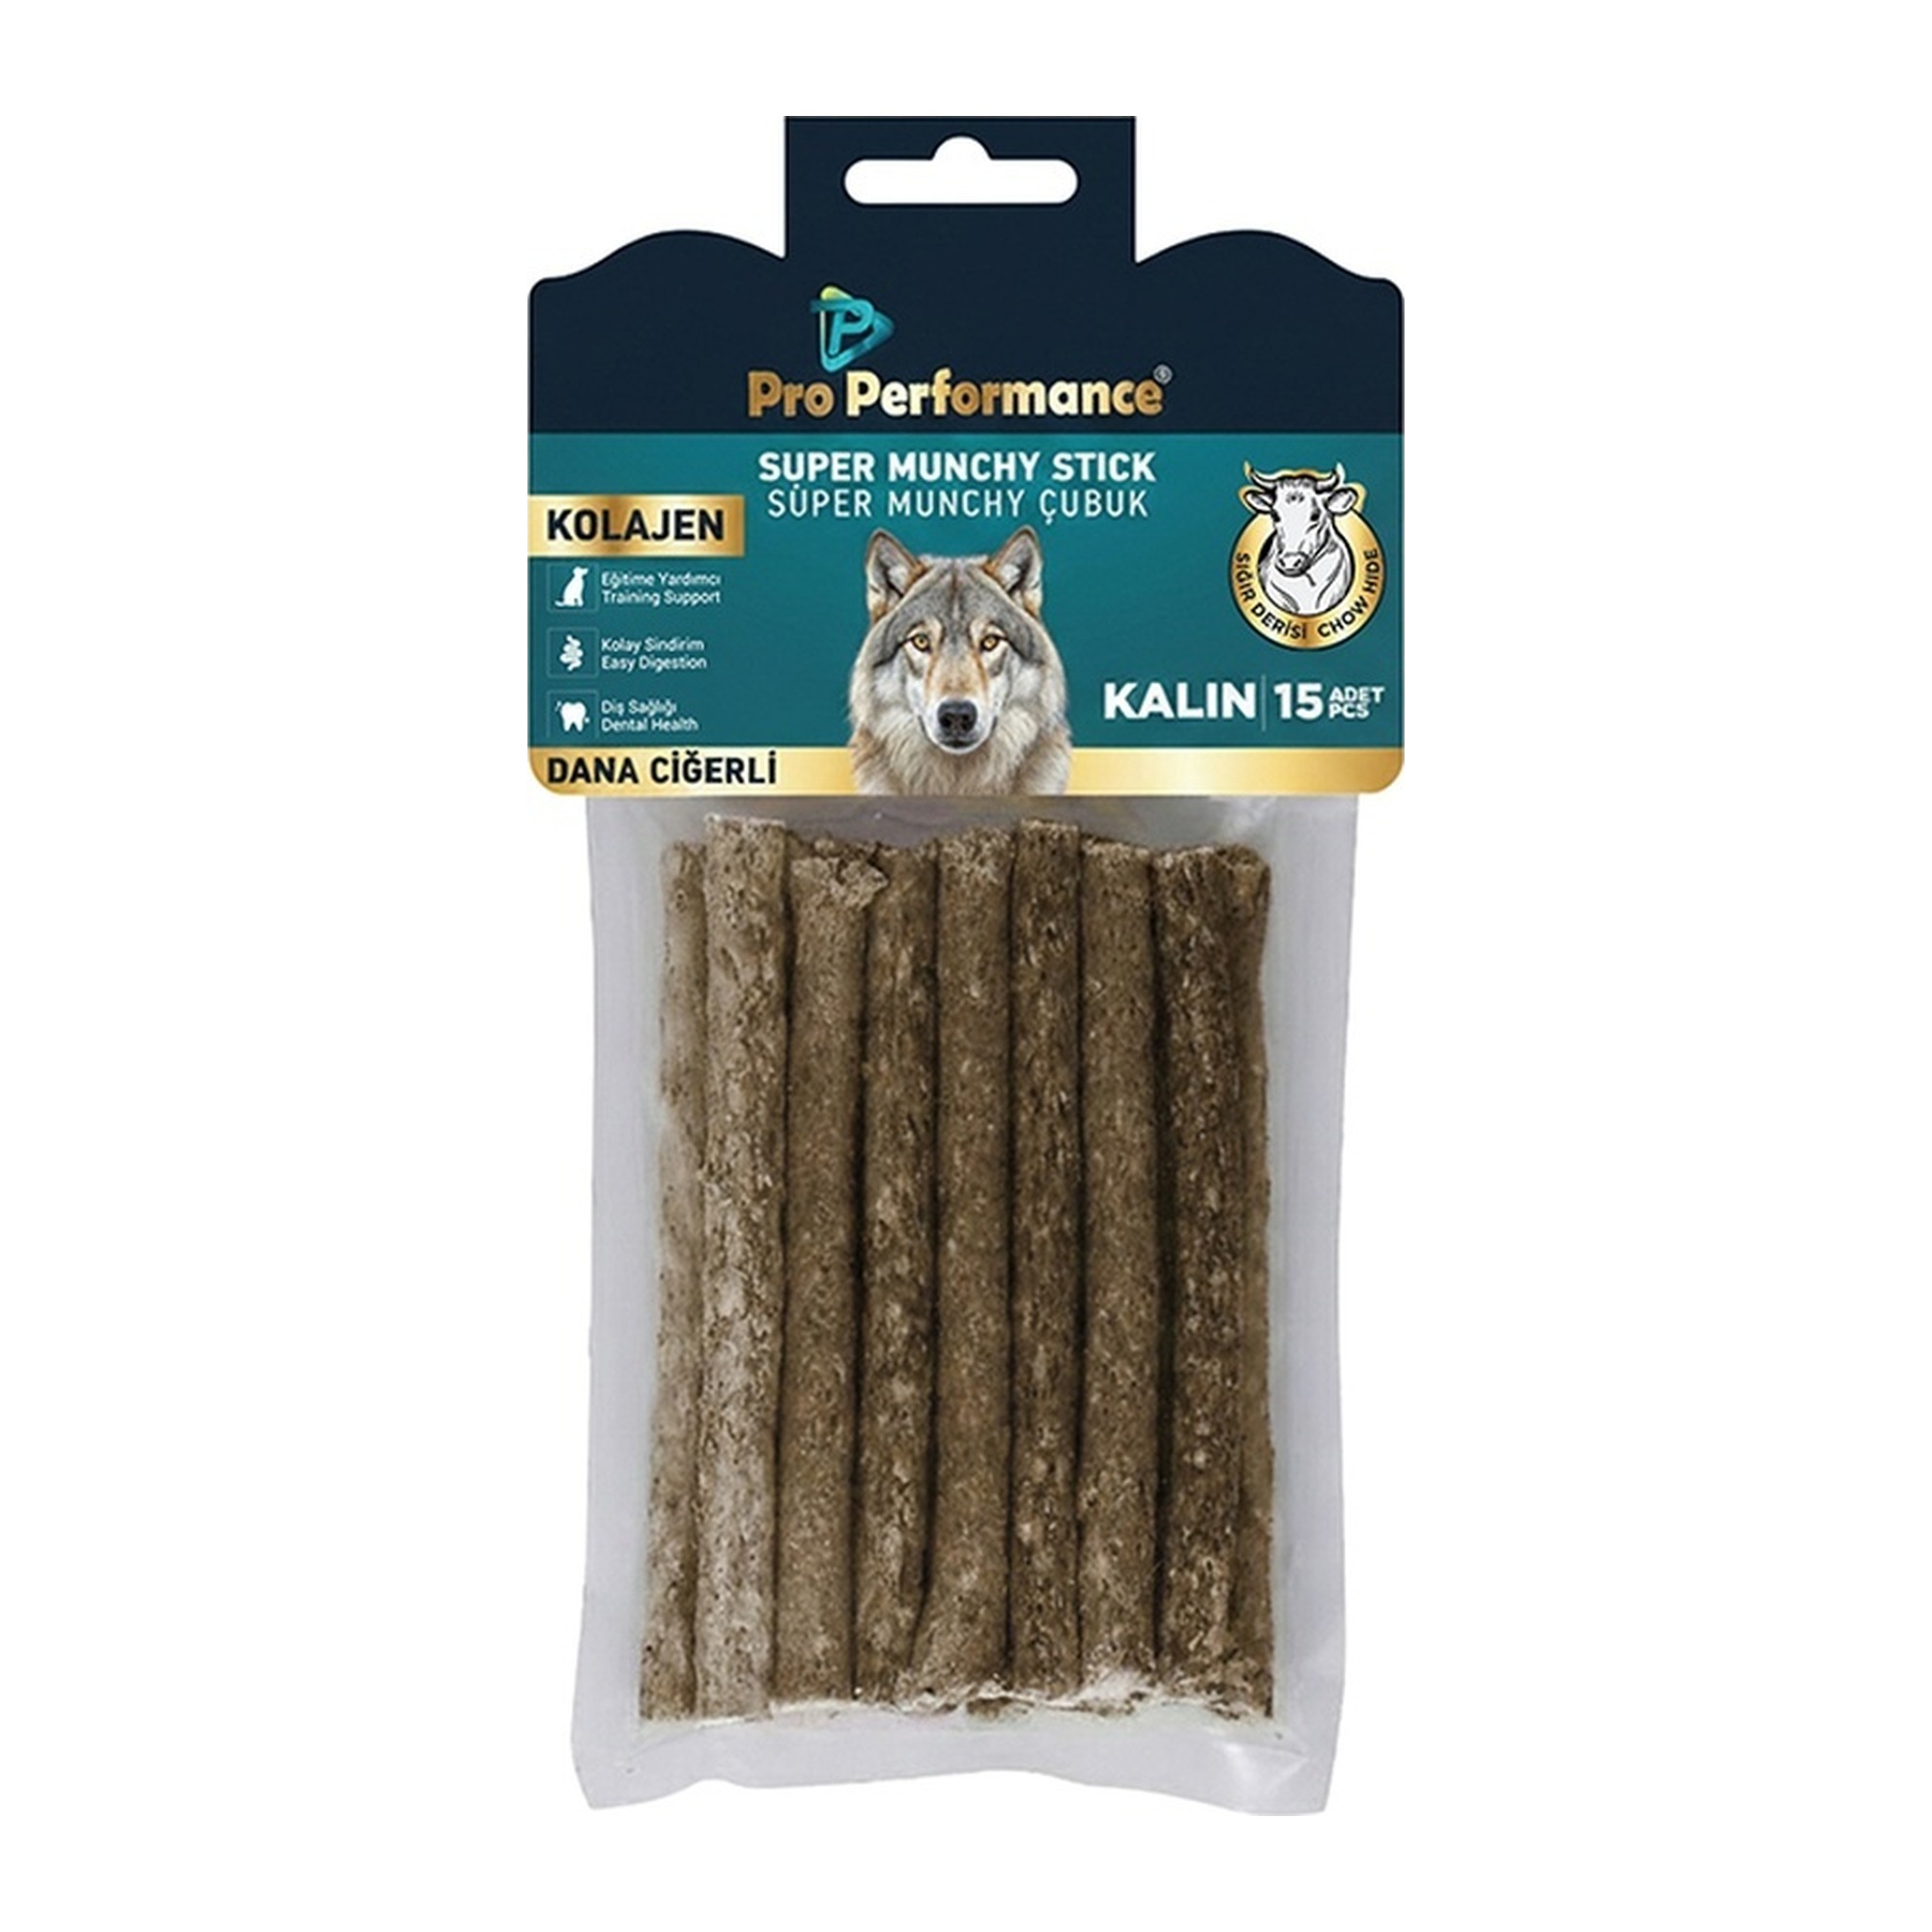 P
Pro Performance®
SUPER MUNCHY STICK
SÜPER MUNCHY ÇUBUK
KOLAJEN
Eğitime Yardımcı
Training Support
Kolay Sindirim
Easy Digestion
Diş Sağlığı
Dental Health
SIĞIR DERİSİ CHOW HIDE
KALIN 15 ADET
PCS
DANA CİĞERLİ